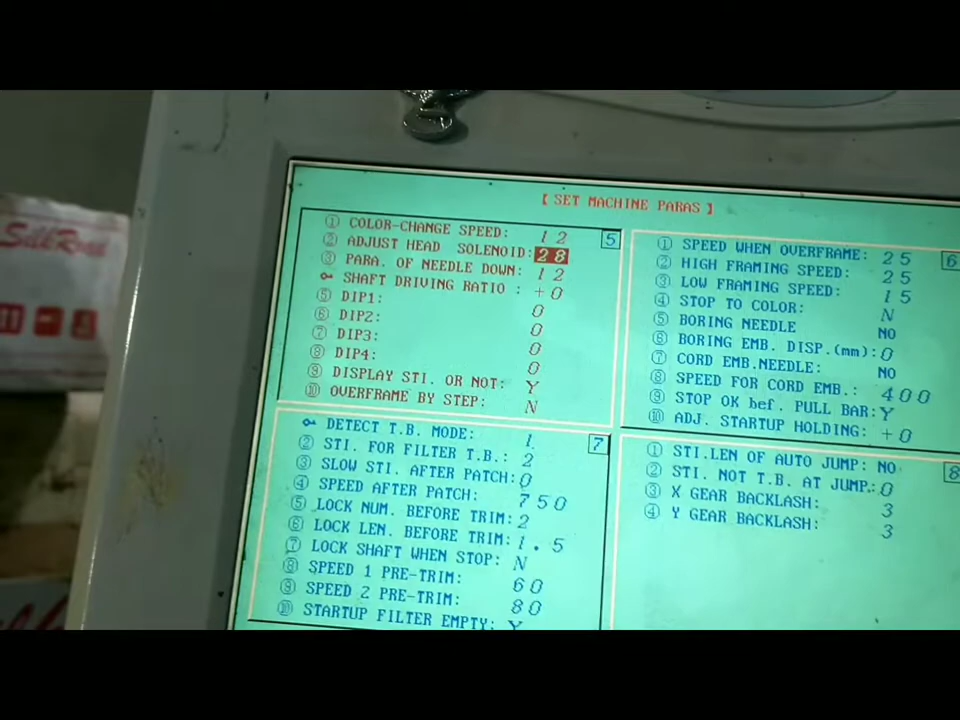 SilkRose
【SET MACHINE PARAS】
5
① COLOR-CHANGE SPEED: 12
② ADJUST HEAD SOLENOID: 28
③ PARA. OF NEEDLE DOWN: 12
SHAFT DRIVING RATIO : +0
⑤ DIP1: 0
⑥ DIP2: 0
⑦ DIP3: 0
⑧ DIP4: 0
⑨ DISPLAY STI. OR NOT: Y
⑩ OVERFRAME BY STEP: N
6
① SPEED WHEN OVERFRAME: 25
② HIGH FRAMING SPEED: 25
③ LOW FRAMING SPEED: 15
④ STOP TO COLOR: N
⑤ BORING NEEDLE NO
⑥ BORING EMB. DISP.(mm): 0
⑦ CORD EMB.NEEDLE: NO
⑧ SPEED FOR CORD EMB.: 400
⑨ STOP OK bef. PULL BAR: Y
⑩ ADJ. STARTUP HOLDING: +0
7
DETECT T.B. MODE: 1
② STI. FOR FILTER T.B.: 2
③ SLOW STI. AFTER PATCH: 0
④ SPEED AFTER PATCH: 750
⑤ LOCK NUM. BEFORE TRIM: 2
⑥ LOCK LEN. BEFORE TRIM: 1.5
⑦ LOCK SHAFT WHEN STOP: N
⑧ SPEED 1 PRE-TRIM: 60
⑨ SPEED 2 PRE-TRIM: 80
⑩ STARTUP FILTER EMPTY: Y
8
① STI.LEN OF AUTO JUMP: NO
② STI. NOT T.B. AT JUMP: 0
③ X GEAR BACKLASH: 3
④ Y GEAR BACKLASH: 3